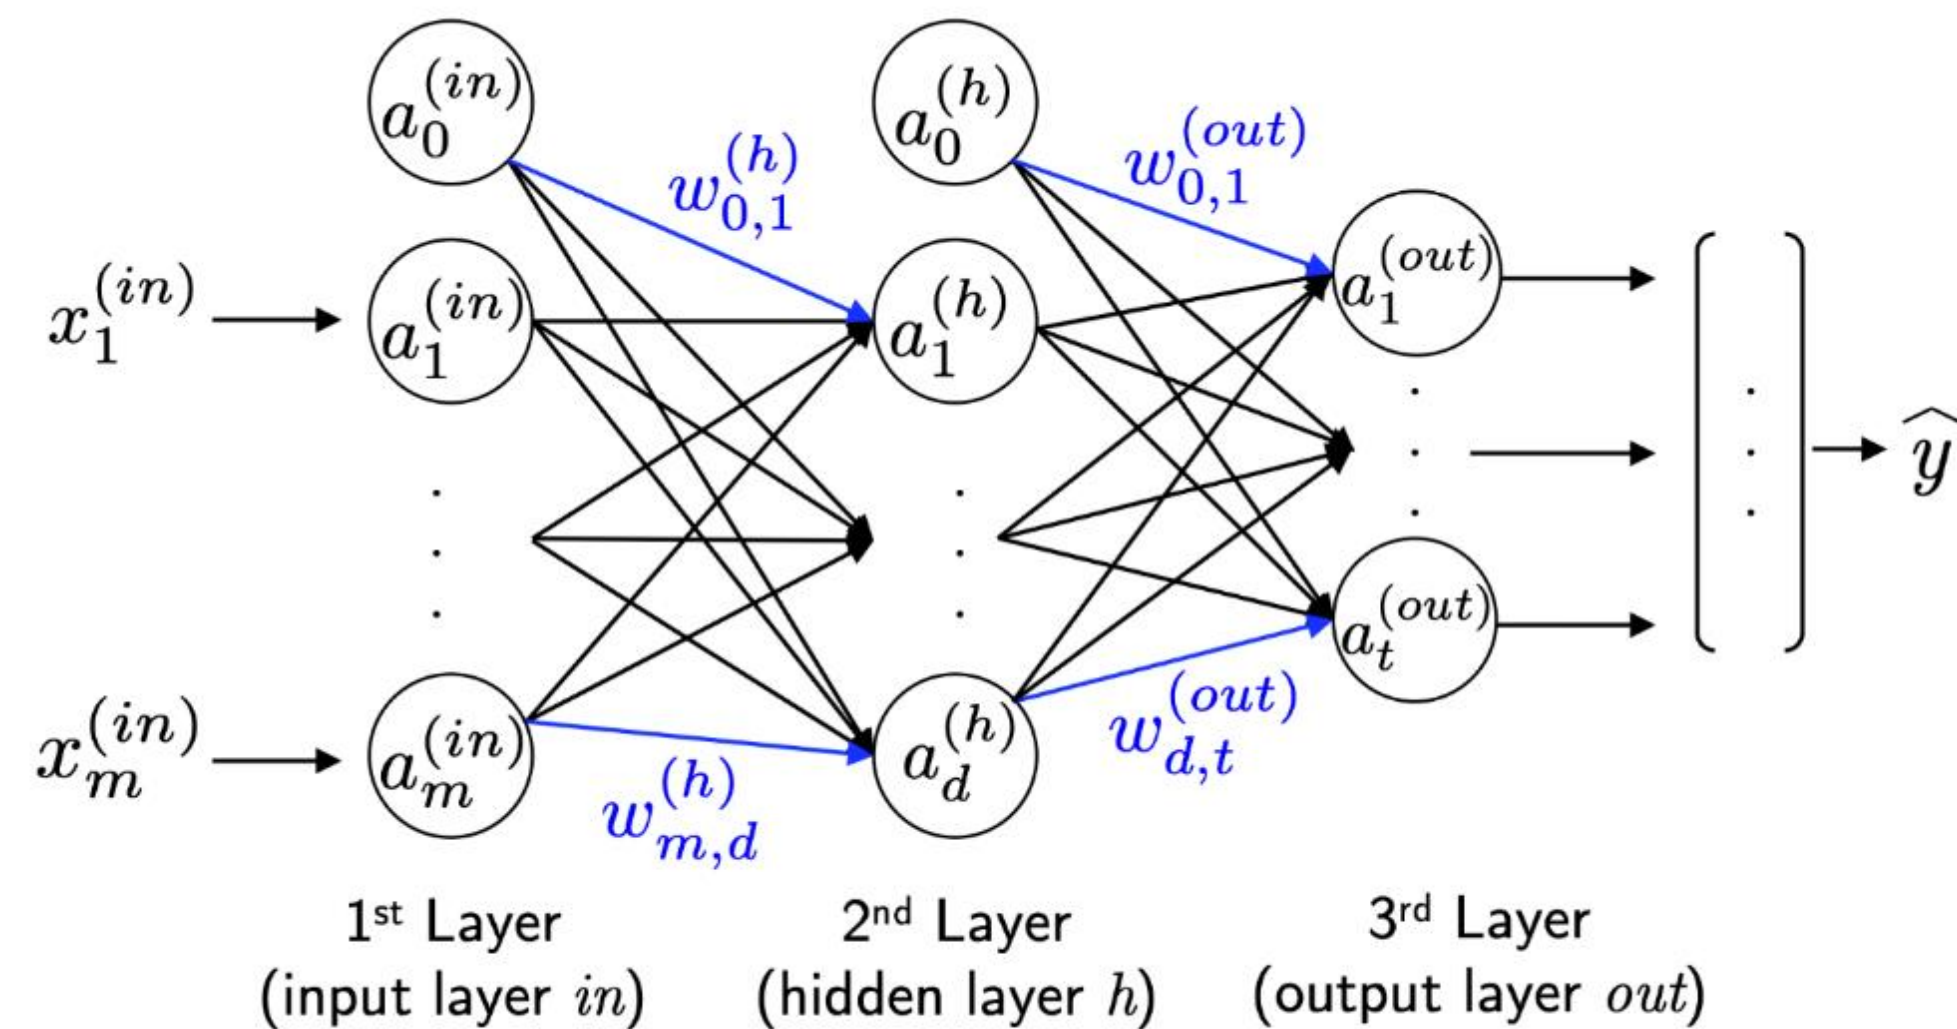 a_0^{(in)}
a_0^{(h)}
w_{0,1}^{(h)}
w_{0,1}^{(out)}
x_1^{(in)}
a_1^{(in)}
a_1^{(h)}
a_1^{(out)}
ŷ
a_t^{(out)}
x_m^{(in)}
a_m^{(in)}
a_d^{(h)}
w_{m,d}^{(h)}
w_{d,t}^{(out)}
1st Layer
(input layer in)
2nd Layer
(hidden layer h)
3rd Layer
(output layer out)